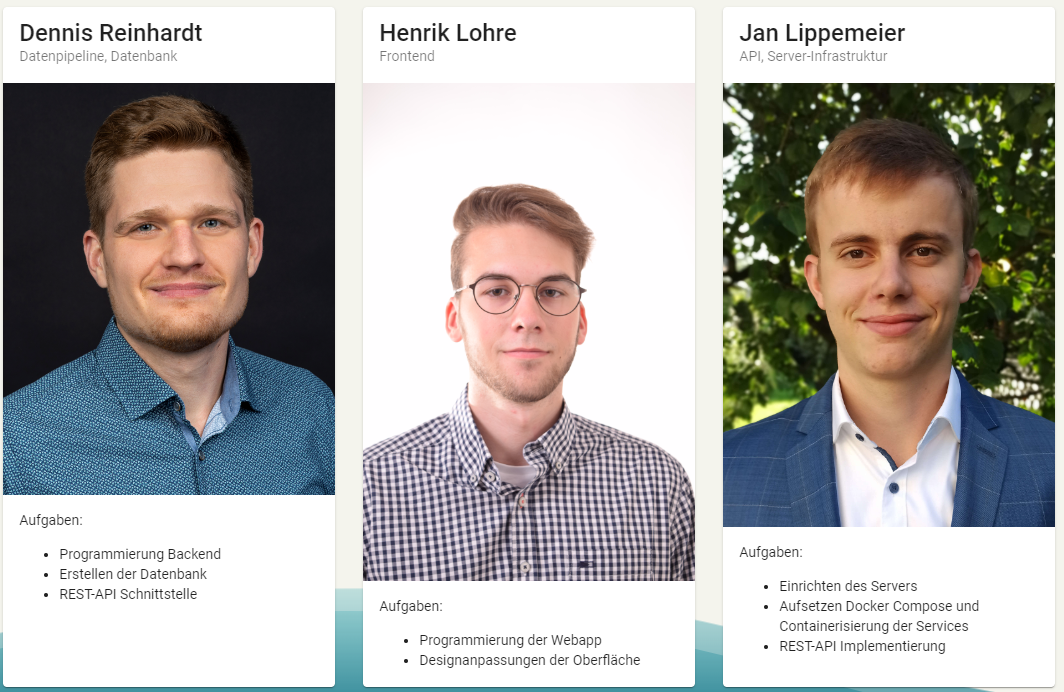 Dennis Reinhardt
Datenpipeline, Datenbank
Aufgaben:
Programmierung Backend
Erstellen der Datenbank
REST-API Schnittstelle
Henrik Lohre
Frontend
Aufgaben:
Programmierung der Webapp
Designanpassungen der Oberfläche
Jan Lippemeier
API, Server-Infrastruktur
Aufgaben:
Einrichten des Servers
Aufsetzen Docker Compose und
Containerisierung der Services
REST-API Implementierung